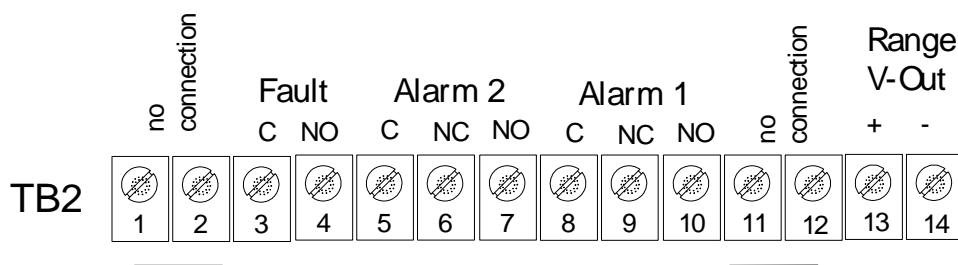 no connection
Fault
Alarm 2
Alarm 1
no connection
Range
V-Out
C NO C NC NO C NC NO + -
TB2
1 2 3 4 5 6 7 8 9 10 11 12 13 14